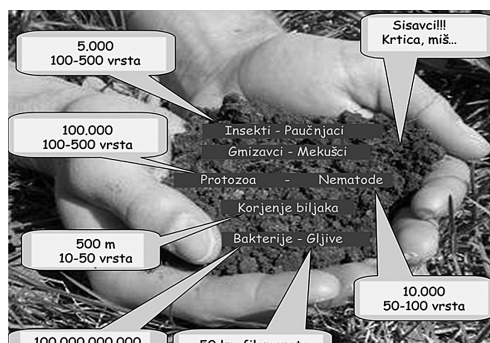 5.000
100-500 vrsta
Sisavci!!!
Krtica, miš...
Insekti - Paučnjaci
Gmizavci - Mekušci
100.000
100-500 vrsta
Protozoa - Nematode
Korjenje biljaka
500 m
10-50 vrsta
Bakterije - Gljive
10.000
50-100 vrsta
100.000.000.000